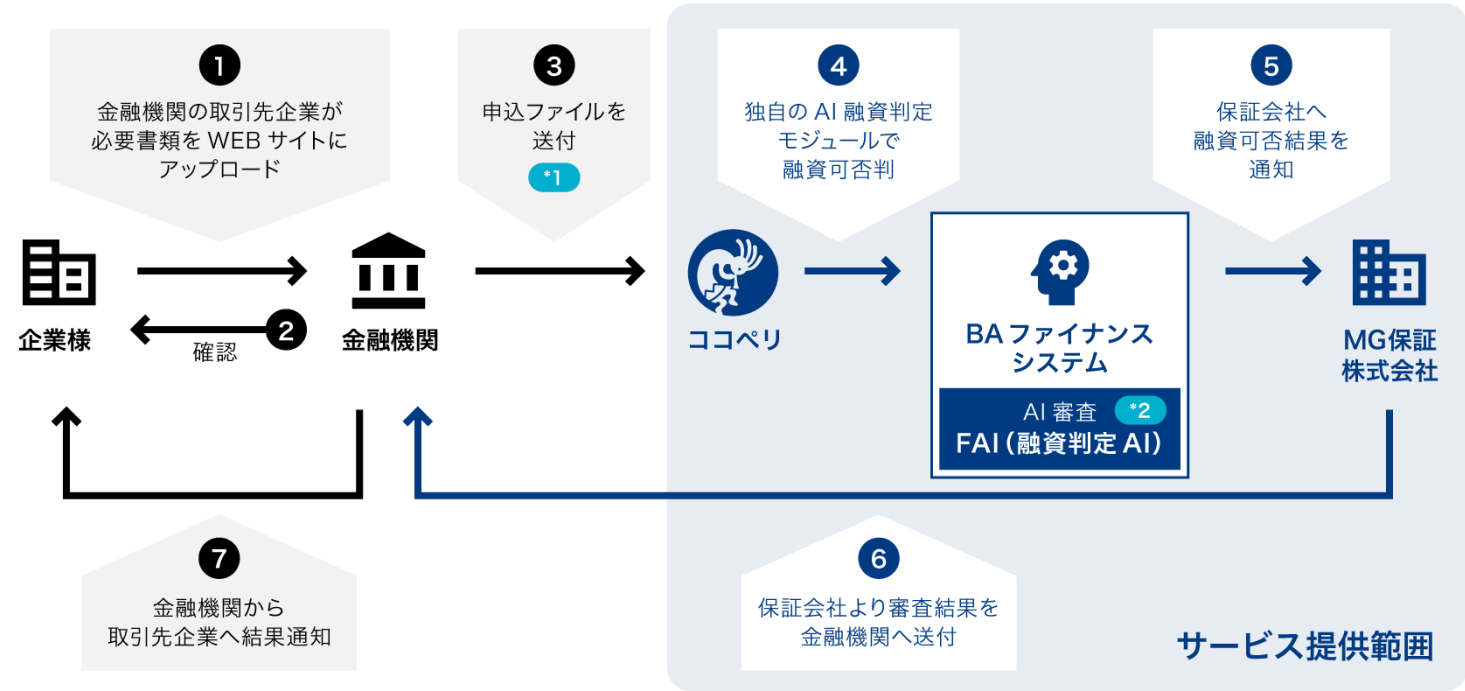 1
金融機関の取引先企業が
必要書類を WEB サイトに
アップロード
3
申込ファイルを
送付
*1
4
独自の AI 融資判定
モジュールで
融資可否判
5
保証会社へ
融資可否結果を
通知
企業様
2
確認
金融機関
ココペリ
BAファイナンス
システム
AI 審査 *2
FAI（融資判定 AI）
MG保証
株式会社
7
金融機関から
取引先企業へ結果通知
6
保証会社より審査結果を
金融機関へ送付
サービス提供範囲